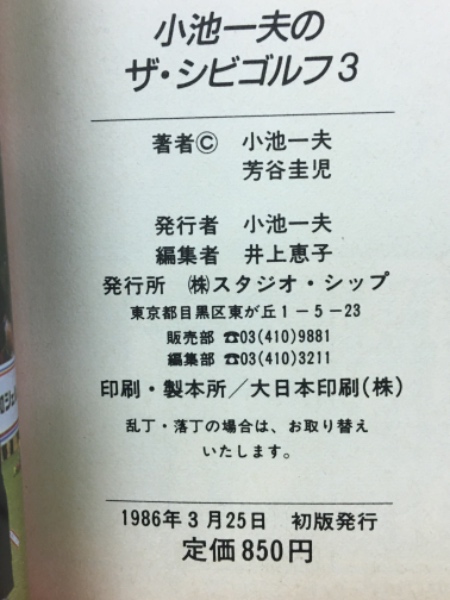 小池一夫の
ザ・シビゴルフ3
著者Ⓒ 小池一夫
芳谷圭児
発行者 小池一夫
編集者 井上恵子
発行所 ㈱スタジオ・シップ
東京都目黒区東が丘1-5-23
販売部 ☎03(410)9881
編集部 ☎03(410)3211
印刷・製本所／大日本印刷(株)
乱丁・落丁の場合は、お取り替え
いたします。
1986年3月25日 初版発行
定価850円